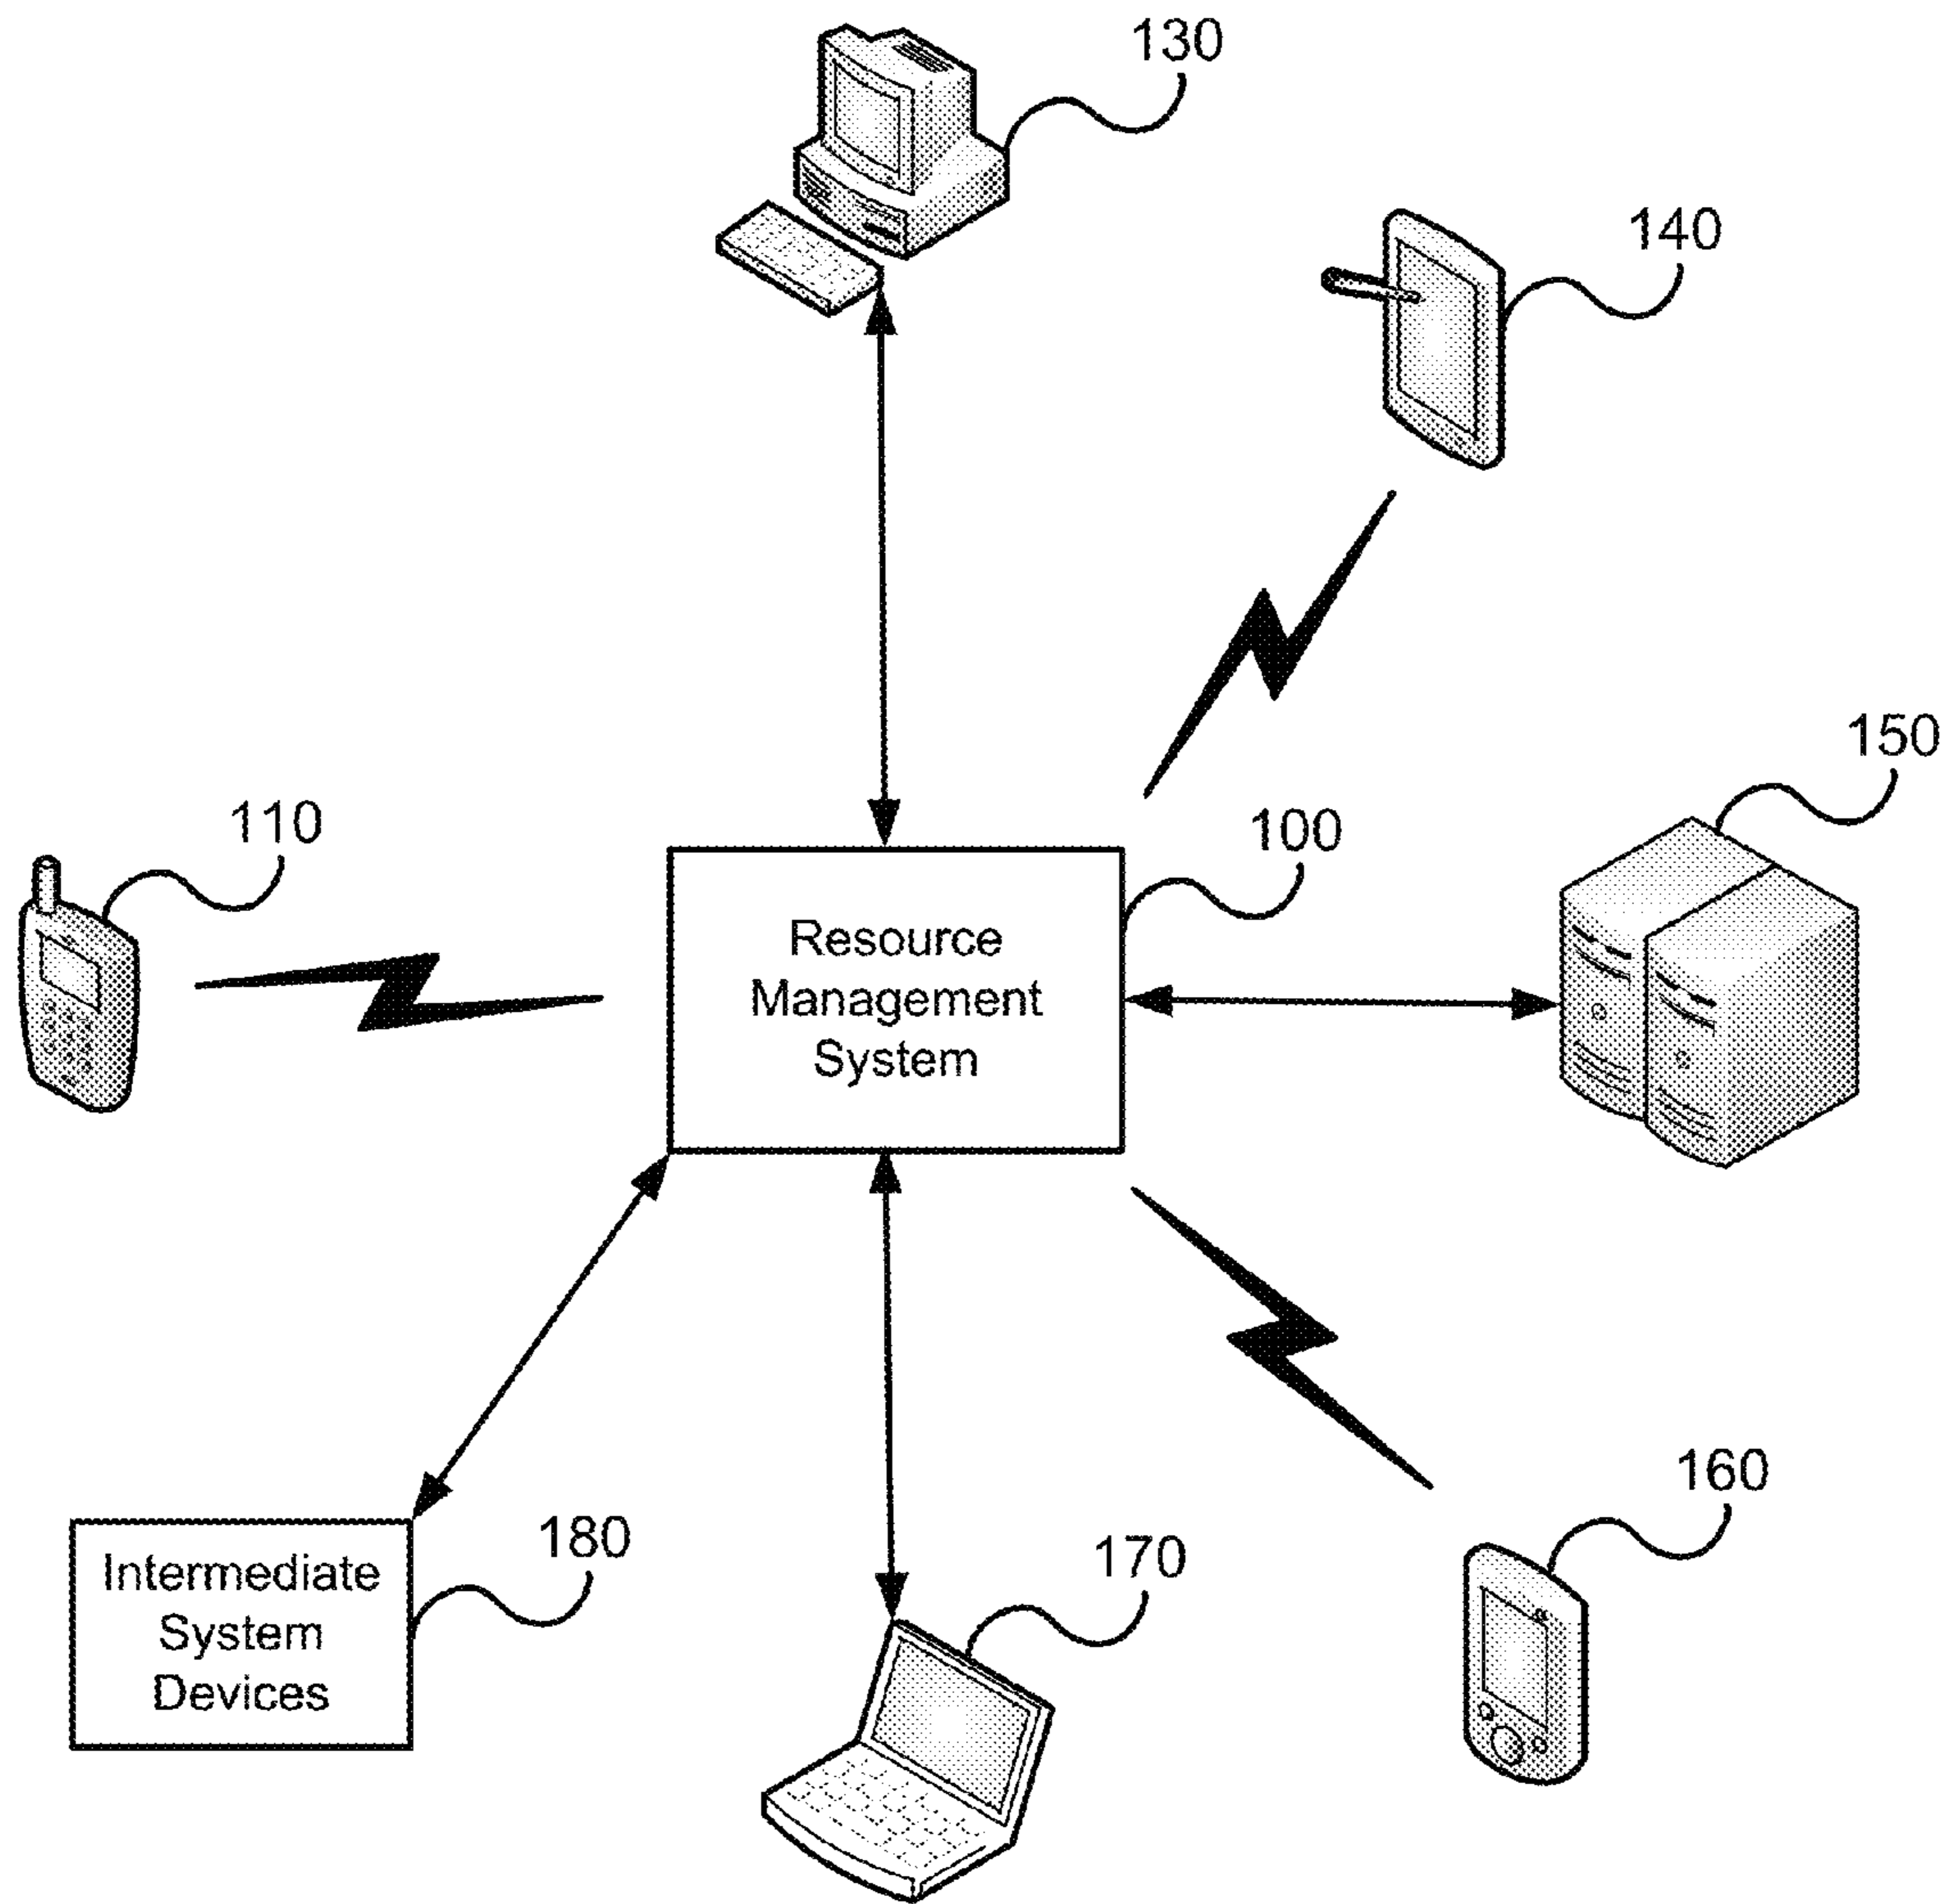 130
140
150
110
100
Resource
Management
System
160
180
170
Intermediate
System
Devices